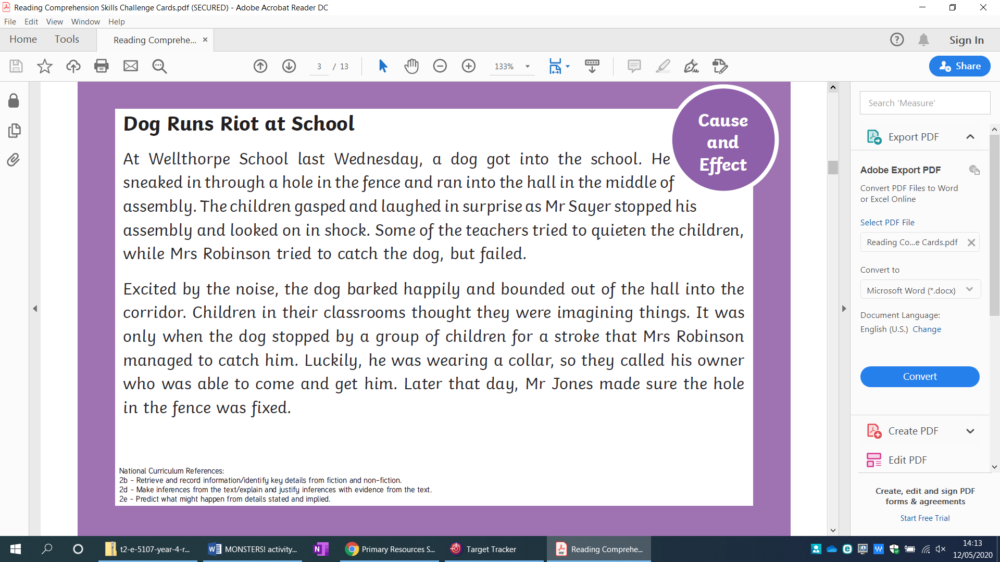 Reading Comprehension Skills Challenge Cards.pdf (SECURED) - Adobe Acrobat Reader DC
File Edit View Window Help
Home Tools Reading Comprehe... ×
? Sign In
3 / 13 133% Share
Dog Runs Riot at School
Cause
and
Effect
At Wellthorpe School last Wednesday, a dog got into the school. He
sneaked in through a hole in the fence and ran into the hall in the middle of
assembly. The children gasped and laughed in surprise as Mr Sayer stopped his
assembly and looked on in shock. Some of the teachers tried to quieten the children,
while Mrs Robinson tried to catch the dog, but failed.
Excited by the noise, the dog barked happily and bounded out of the hall into the
corridor. Children in their classrooms thought they were imagining things. It was
only when the dog stopped by a group of children for a stroke that Mrs Robinson
managed to catch him. Luckily, he was wearing a collar, so they called his owner
who was able to come and get him. Later that day, Mr Jones made sure the hole
in the fence was fixed.
National Curriculum References:
2b - Retrieve and record information/identify key details from fiction and non-fiction.
2d - Make inferences from the text/explain and justify inferences with evidence from the text.
2e - Predict what might happen from details stated and implied.
Search 'Measure'
Export PDF
Adobe Export PDF
Convert PDF Files to Word
or Excel Online
Select PDF File
Reading Co...e Cards.pdf
Convert to
Microsoft Word (*.docx)
Document Language:
English (U.S.) Change
Convert
Create PDF
Edit PDF
Create, edit and sign PDF
forms & agreements
Start Free Trial
t2-e-5107-year-4-r... MONSTERS! activity... Primary Resources S... Target Tracker Reading Comprehe...
14:13
12/05/2020